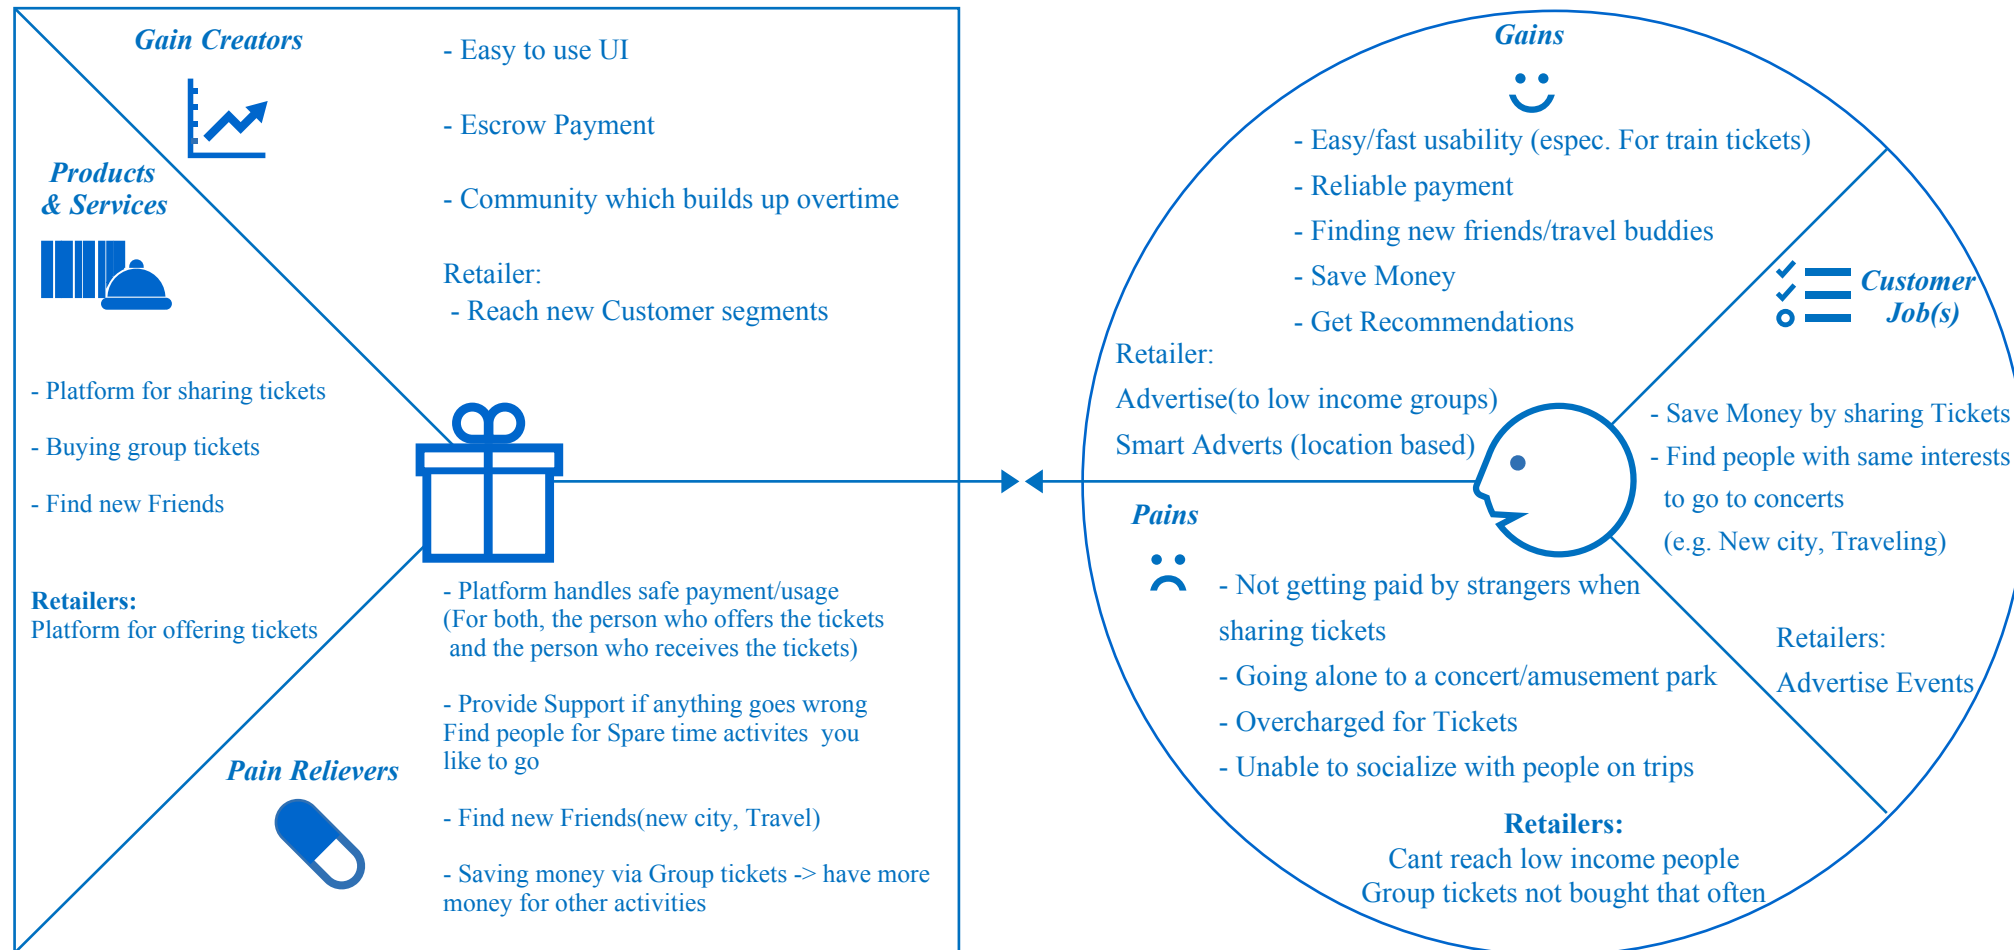 Gain Creators
- Easy to use UI
- Escrow Payment
- Community which builds up overtime
Retailer:
- Reach new Customer segments
Products
& Services
- Platform for sharing tickets
- Buying group tickets
- Find new Friends
Retailers:
Platform for offering tickets
- Platform handles safe payment/usage
(For both, the person who offers the tickets
and the person who receives the tickets)
- Provide Support if anything goes wrong
Find people for Spare time activites you
like to go
Pain Relievers
- Find new Friends(new city, Travel)
- Saving money via Group tickets -> have more
money for other activities
Gains
- Easy/fast usability (espec. For train tickets)
- Reliable payment
- Finding new friends/travel buddies
- Save Money
- Get Recommendations
Retailer:
Advertise(to low income groups)
Smart Adverts (location based)
Customer
Job(s)
- Save Money by sharing Tickets
- Find people with same interests
to go to concerts
(e.g. New city, Traveling)
Retailers:
Advertise Events
Pains
- Not getting paid by strangers when
sharing tickets
- Going alone to a concert/amusement park
- Overcharged for Tickets
- Unable to socialize with people on trips
Retailers:
Cant reach low income people
Group tickets not bought that often